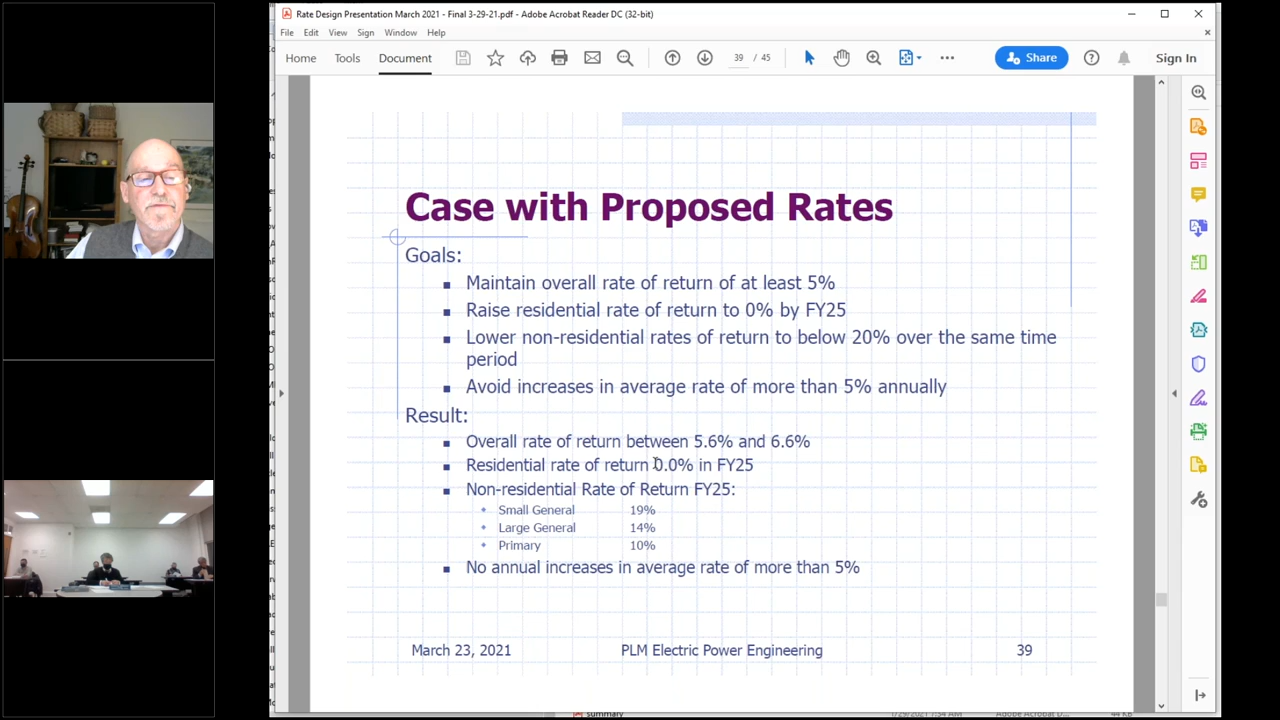 Rate Design Presentation March 2021 - Final 3-29-21.pdf - Adobe Acrobat Reader DC (32-bit)
File Edit View Sign Window Help
Home Tools Document 39 / 45 Share Sign In
Case with Proposed Rates
Goals:
Maintain overall rate of return of at least 5%
Raise residential rate of return to 0% by FY25
Lower non-residential rates of return to below 20% over the same time
period
Avoid increases in average rate of more than 5% annually
Result:
Overall rate of return between 5.6% and 6.6%
Residential rate of return 0.0% in FY25
Non-residential Rate of Return FY25:
Small General 19%
Large General 14%
Primary 10%
No annual increases in average rate of more than 5%
March 23, 2021 PLM Electric Power Engineering 39
summary